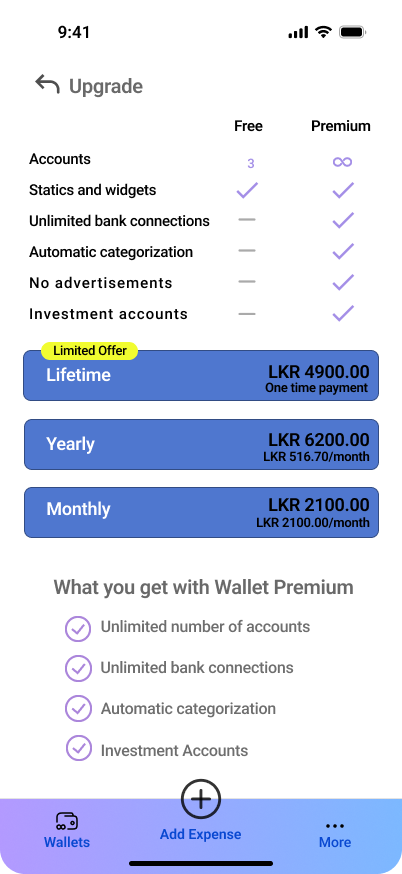 9:41
Upgrade
Free Premium
Accounts 3 ∞
Statics and widgets
Unlimited bank connections —
Automatic categorization —
No advertisements —
Investment accounts —
Limited Offer
Lifetime LKR 4900.00
One time payment
Yearly LKR 6200.00
LKR 516.70/month
Monthly LKR 2100.00
LKR 2100.00/month
What you get with Wallet Premium
Unlimited number of accounts
Unlimited bank connections
Automatic categorization
Investment Accounts
Wallets Add Expense More